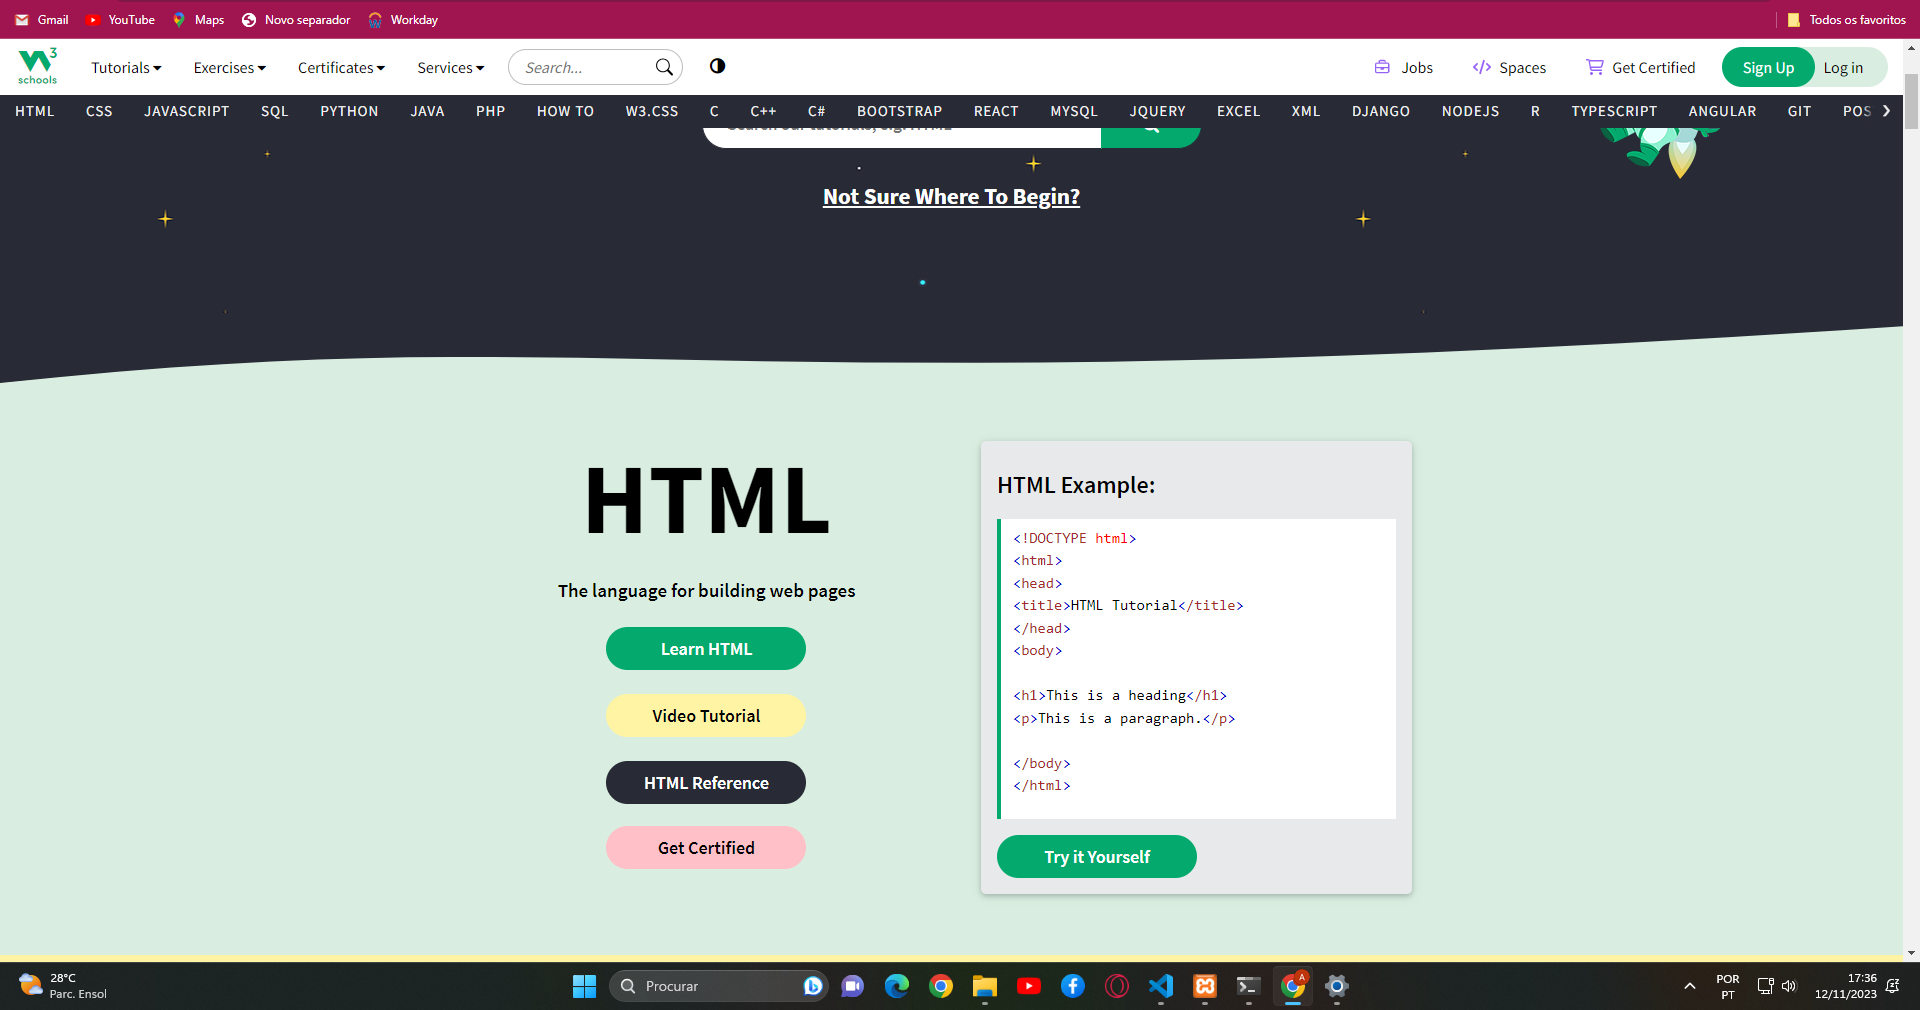 Gmail YouTube Maps Novo separador Workday Todos os favoritos
W3 schools Tutorials Exercises Certificates Services Search... Jobs Spaces Get Certified Sign Up Log in
HTML CSS JAVASCRIPT SQL PYTHON JAVA PHP HOW TO W3.CSS C C++ C# BOOTSTRAP REACT MYSQL JQUERY EXCEL XML DJANGO NODEJS R TYPESCRIPT ANGULAR GIT POS
Search our tutorials, e.g. HTML
Not Sure Where To Begin?
HTML
The language for building web pages
Learn HTML
Video Tutorial
HTML Reference
Get Certified
HTML Example:
<!DOCTYPE html>
<html>
<head>
<title>HTML Tutorial</title>
</head>
<body>
<h1>This is a heading</h1>
<p>This is a paragraph.</p>
</body>
</html>
Try it Yourself
28°C
Parc. Ensol
Procurar
A
POR
PT
17:36
12/11/2023